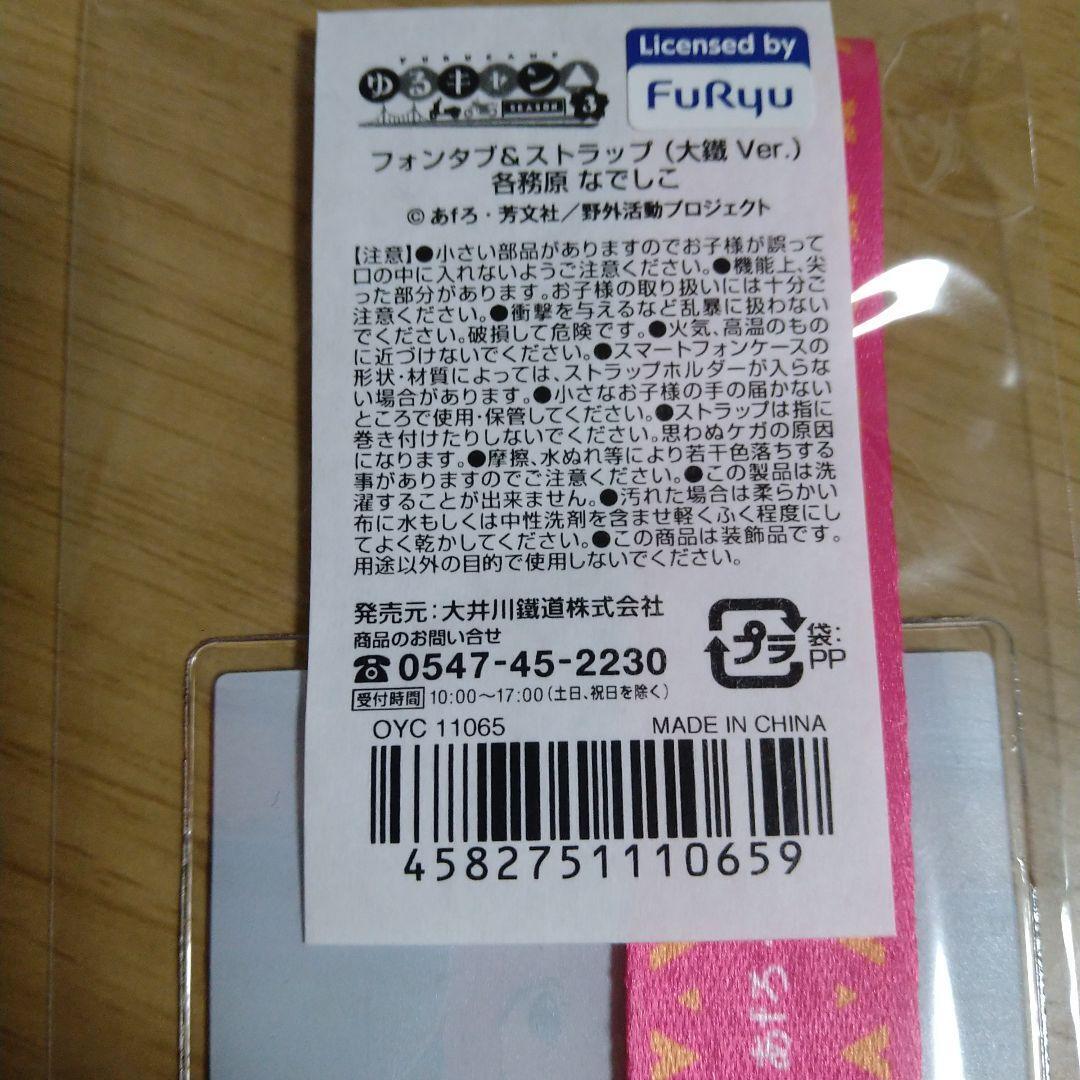 YURUCAMP
ゆるキャン△
SEASON 3
Licensed by
FuRyu
フォンタブ&ストラップ(大鐵 Ver.)
各務原 なでしこ
©あfろ・芳文社/野外活動プロジェクト
【注意】●小さい部品がありますのでお子様が誤って
口の中に入れないようご注意ください。●機能上、尖
った部分があります。お子様の取り扱いには十分ご
注意ください。●衝撃を与えるなど乱暴に扱わない
でください。破損して危険です。●火気、高温のもの
に近づけないでください。●スマートフォンケースの
形状・材質によっては、ストラップホルダーが入らな
い場合があります。●小さなお子様の手の届かない
ところで使用・保管してください。●ストラップは指に
巻き付けたりしないでください。思わぬケガの原因
になります。●摩擦、水ぬれ等により若干色落ちする
事がありますのでご注意ください。●この製品は洗
濯することが出来ません。●汚れた場合は柔らかい
布に水もしくは中性洗剤を含ませ軽くふく程度にし
てよく乾かしてください。●この商品は装飾品です。
用途以外の目的で使用しないでください。
発売元:大井川鐵道株式会社
商品のお問い合せ
☎0547-45-2230
受付時間 10:00〜17:00(土日、祝日を除く)
プラ
袋:
PP
OYC 11065
MADE IN CHINA
4582751110659
あfろ